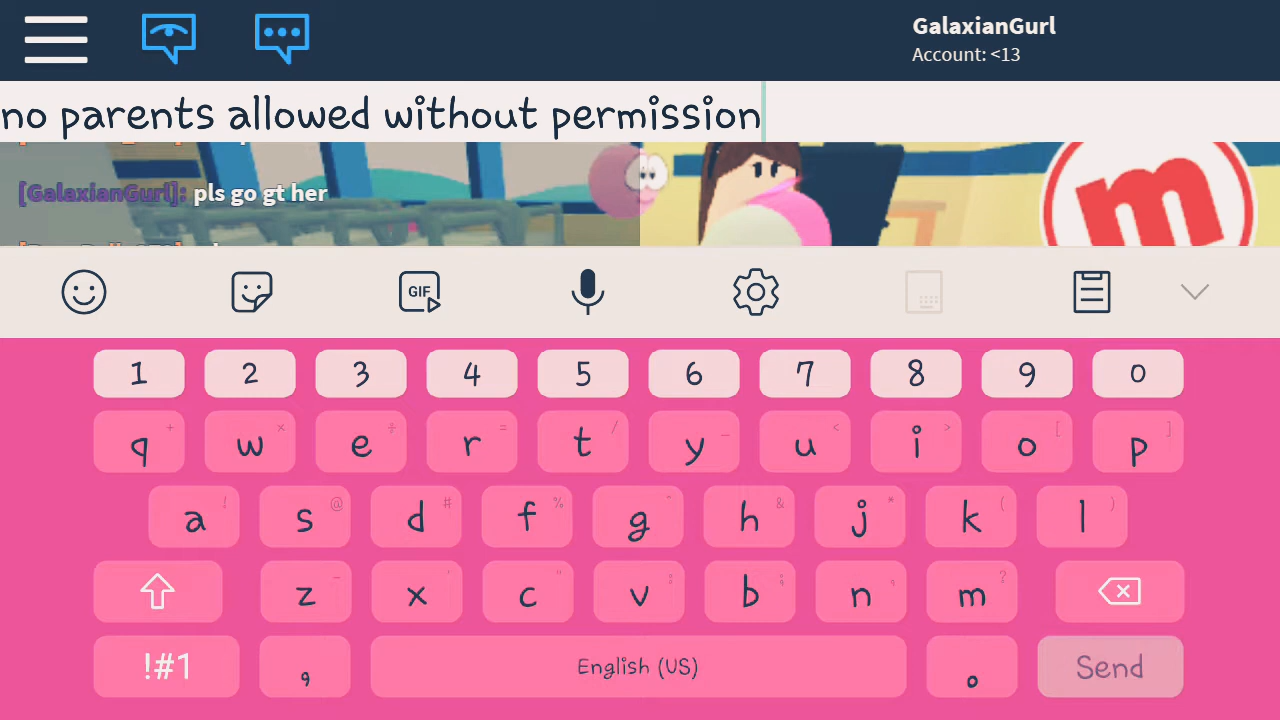 GalaxianGurl
Account: <13
no parents allowed without permission
[GalaxianGurl]: pls go gt her
m
GIF
1 2 3 4 5 6 7 8 9 0
q + w × e ÷ r = t / y _ u < i > o [ p ]
a ! s @ d # f % g ^ h & j * k ( l )
z - x ' c " v : b ; n , m ?
!#1 , English (US) . Send